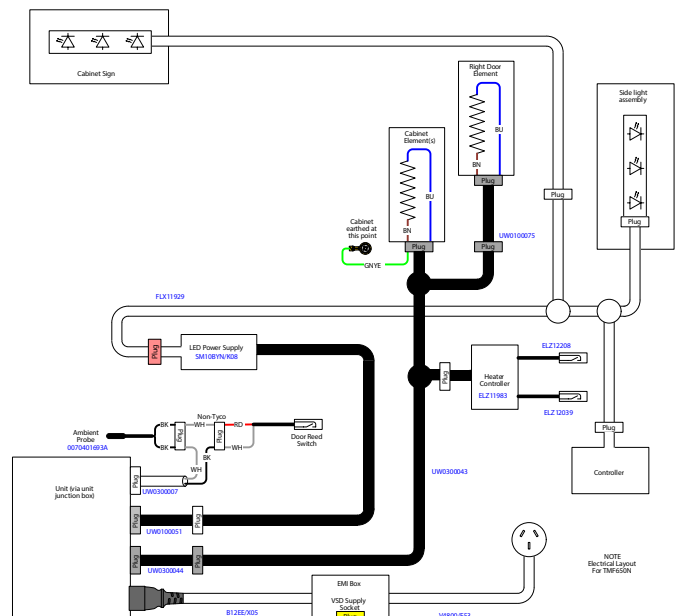 Cabinet Sign
Right Door
Element
BU
BN
Plug
Side light
assembly
Plug
Cabinet
Element(s)
BU
BN
Plug
Plug
Plug
UW0100075
Cabinet
earthed at
this point
GNYE
FLX11929
Plug
LED Power Supply
SM10BYN/K08
Plug
Heater
Controller
ELZ11983
ELZ12208
ELZ12039
Non-Tyco
BK
WH
RD
Plug
Plug
BK
WH
BK
WH
Door Reed
Switch
Ambient
Probe
0070401693A
Plug
Controller
Unit (via unit
junction box)
Plug
UW0300007
UW0300043
Plug
Plug
UW0100051
Plug
Plug
UW0300044
NOTE
Electrical Layout
For TMF650N
EMI Box
VSD Supply
Socket
Plug
B12EE/X05
V4809/E53